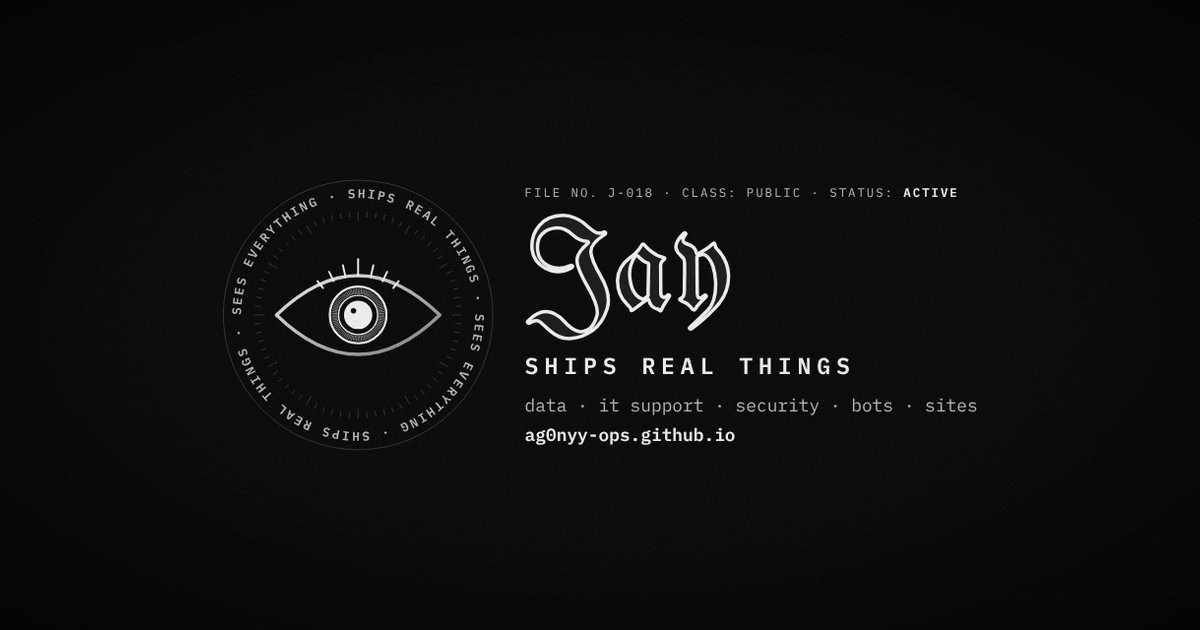 SHIPS REAL THINGS · SEES EVERYTHING · SHIPS REAL THINGS · SEES EVERYTHING ·
FILE NO. J-018 · CLASS: PUBLIC · STATUS: ACTIVE
Jan
SHIPS REAL THINGS
data · it support · security · bots · sites
ag0nyy-ops.github.io